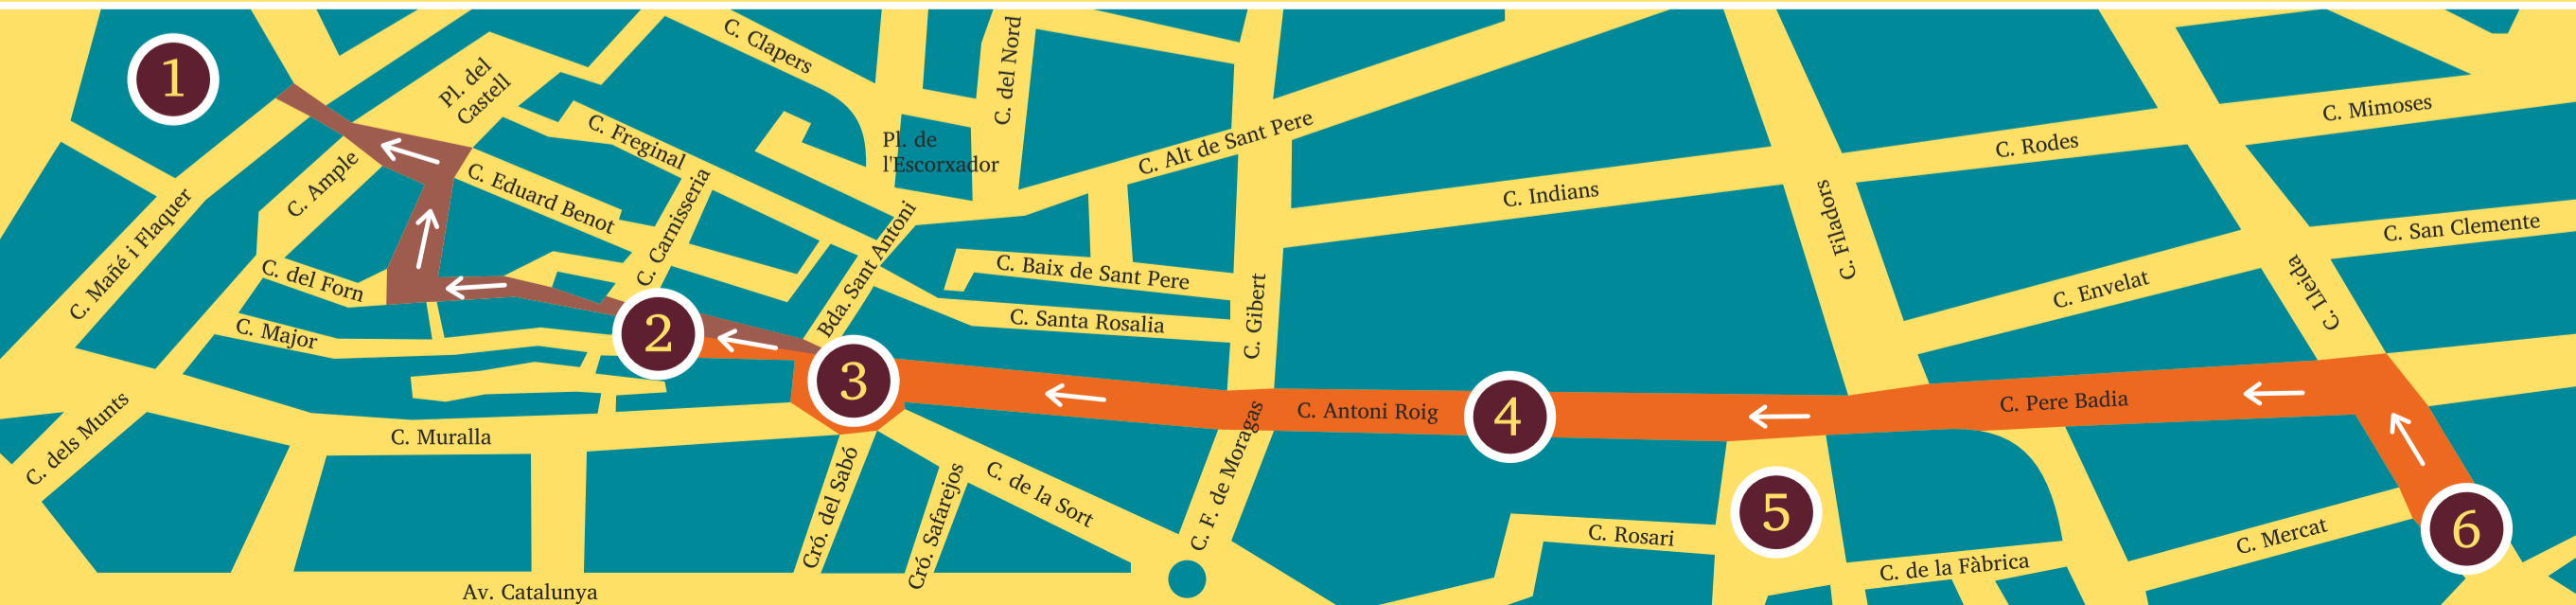 1
Pl. del
Castell
C. Clapers
C. del Nord
C. Freginal
Pl. de
l'Escorxador
C. Alt de Sant Pere
C. Mimoses
C. Rodes
C. Indians
C. Ample
C. Eduard Benot
C. Carnisseria
C. Mañé i Flaquer
Bda. Sant Antoni
C. Filadors
C. San Clemente
C. del Forn
C. Baix de Sant Pere
C. Envelat
C. Lleida
C. Gibert
C. Santa Rosalia
C. Major
2
3
C. Antoni Roig
4
C. Pere Badia
C. dels Munts
C. Muralla
C. F. de Moragas
Cró. del Sabó
Cró. Safarejos
C. de la Sort
5
6
C. Rosari
C. Mercat
C. de la Fàbrica
Av. Catalunya